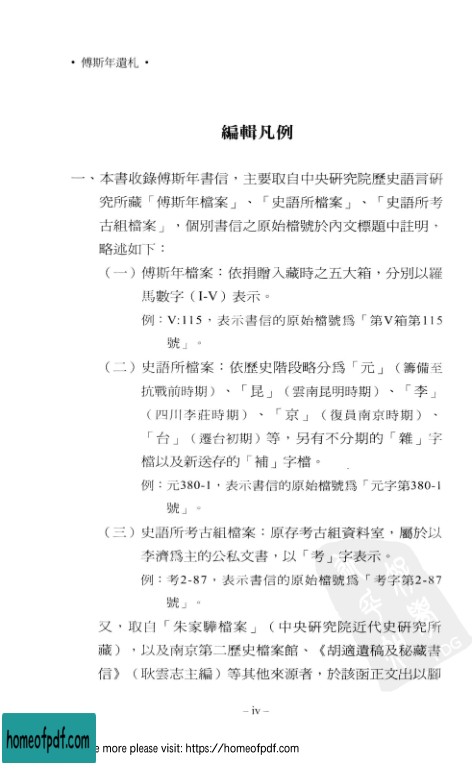 • 傅斯年遺札 •
編輯凡例
一、本書收錄傅斯年書信，主要取自中央研究院歷史語言研
究所藏「傅斯年檔案」、「史語所檔案」、「史語所考
古組檔案」，個別書信之原始檔號於內文標題中註明，
略述如下：
（一）傅斯年檔案：依捐贈入藏時之五大箱，分別以羅
馬數字（I-V）表示。
例：V:115，表示書信的原始檔號爲「第V箱第115
號」。
（二）史語所檔案：依歷史階段略分爲「元」（籌備至
抗戰前時期）、「昆」（雲南昆明時期）、「李」
（四川李莊時期）、「京」（復員南京時期）、
「台」（遷台初期）等，另有不分期的「雜」字
檔以及新送存的「補」字檔。
例：元380-1，表示書信的原始檔號爲「元字第380-1
號」。
（三）史語所考古組檔案：原存考古組資料室，屬於以
李濟爲主的公私文書，以「考」字表示。
例：考2-87，表示書信的原始檔號爲「考字第2-87
號」。
又，取自「朱家驊檔案」（中央研究院近代史研究所
藏），以及南京第二歷史檔案館、《胡適遺稿及秘藏書
信》（耿雲志主編）等其他來源者，於該函正文出以腳
– iv –
homeofpdf.com
e more please visit: https://homeofpdf.com